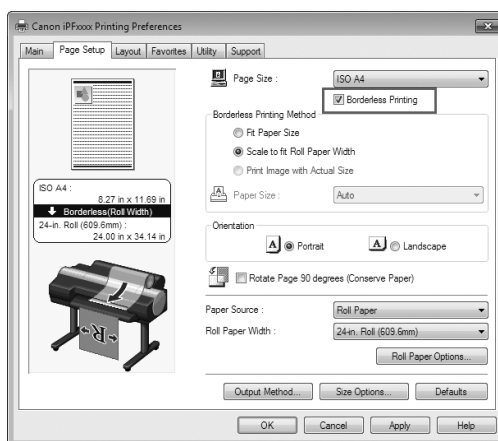 Canon iPFxxxx Printing Preferences
Main Page Setup Layout Favorites Utility Support
Page Size : ISO A4
Borderless Printing
Borderless Printing Method
Fit Paper Size
Scale to fit Roll Paper Width
Print Image with Actual Size
Paper Size : Auto
ISO A4 :
8.27 in x 11.69 in
Borderless(Roll Width)
24-in. Roll (609.6mm) :
24.00 in x 34.14 in
Orientation
A Portrait A Landscape
Rotate Page 90 degrees (Conserve Paper)
Paper Source : Roll Paper
Roll Paper Width : 24-in. Roll (609.6mm)
Roll Paper Options...
R
Output Method... Size Options... Defaults
OK Cancel Apply Help